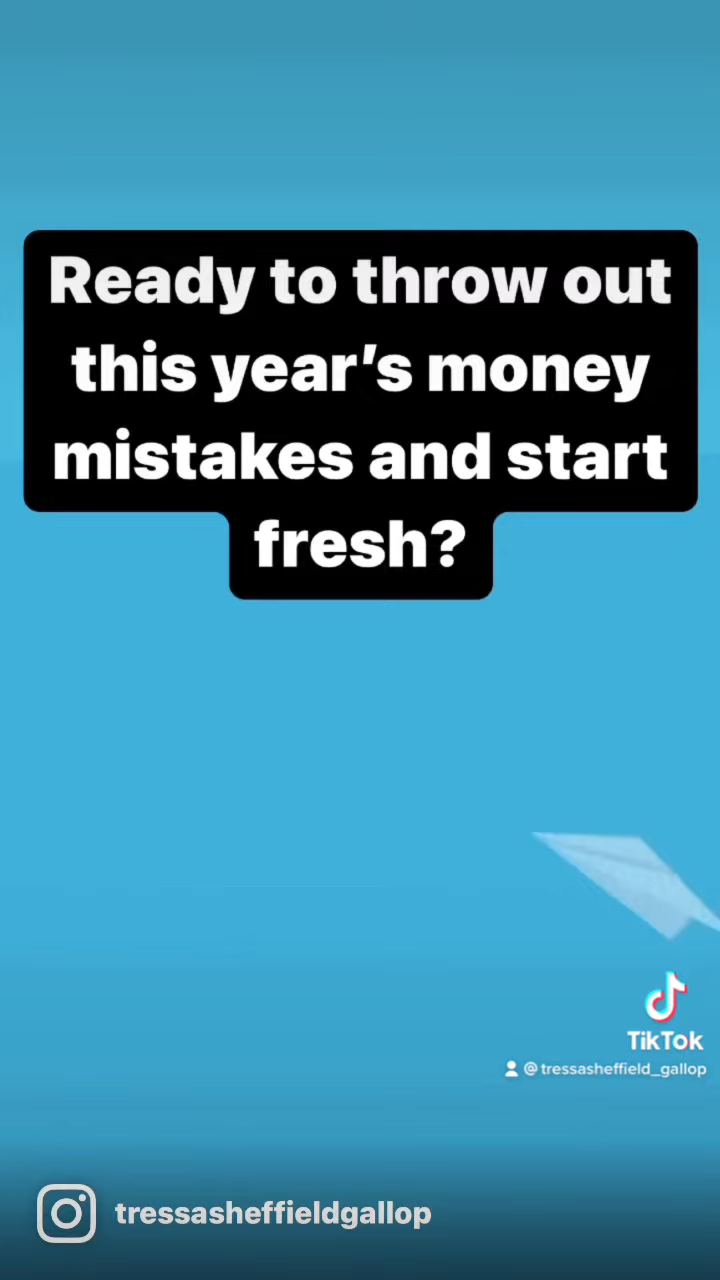 Ready to throw out
this year’s money
mistakes and start
fresh?
TikTok
@tressasheffield_gallop
tressasheffieldgallop